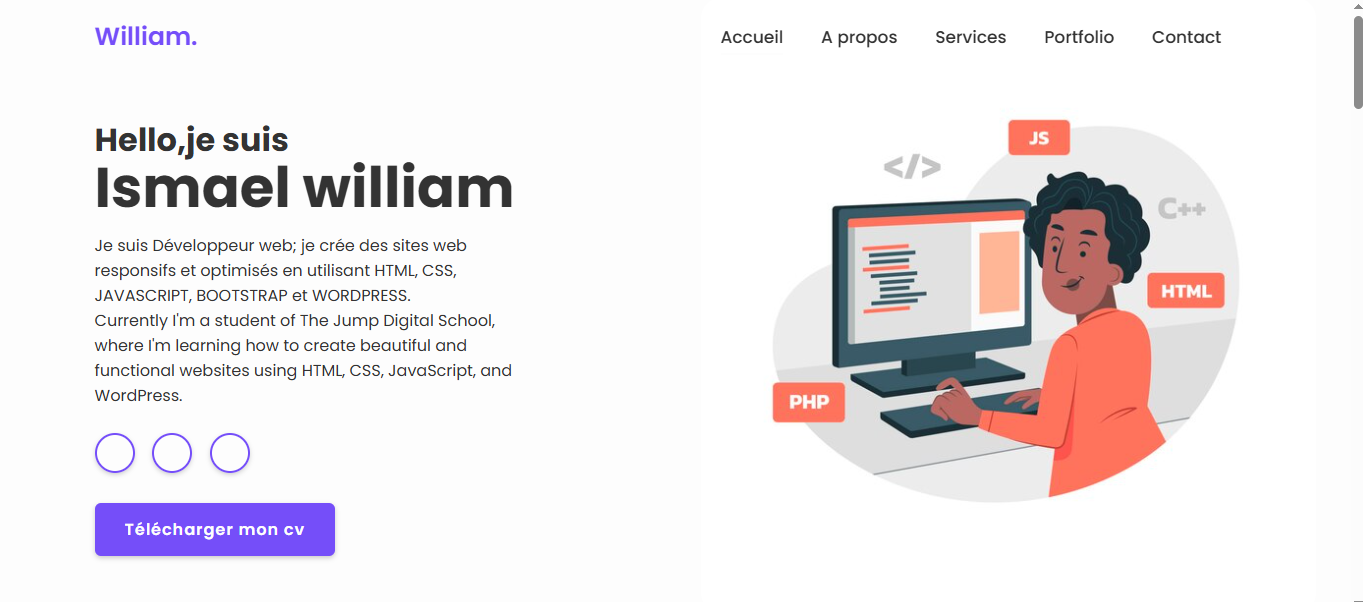 William.
Accueil A propos Services Portfolio Contact
Hello,je suis
Ismael william
Je suis Développeur web; je crée des sites web
responsifs et optimisés en utilisant HTML, CSS,
JAVASCRIPT, BOOTSTRAP et WORDPRESS.
Currently I'm a student of The Jump Digital School,
where I'm learning how to create beautiful and
functional websites using HTML, CSS, JavaScript, and
WordPress.
Télécharger mon cv
JS
</>
C++
HTML
PHP